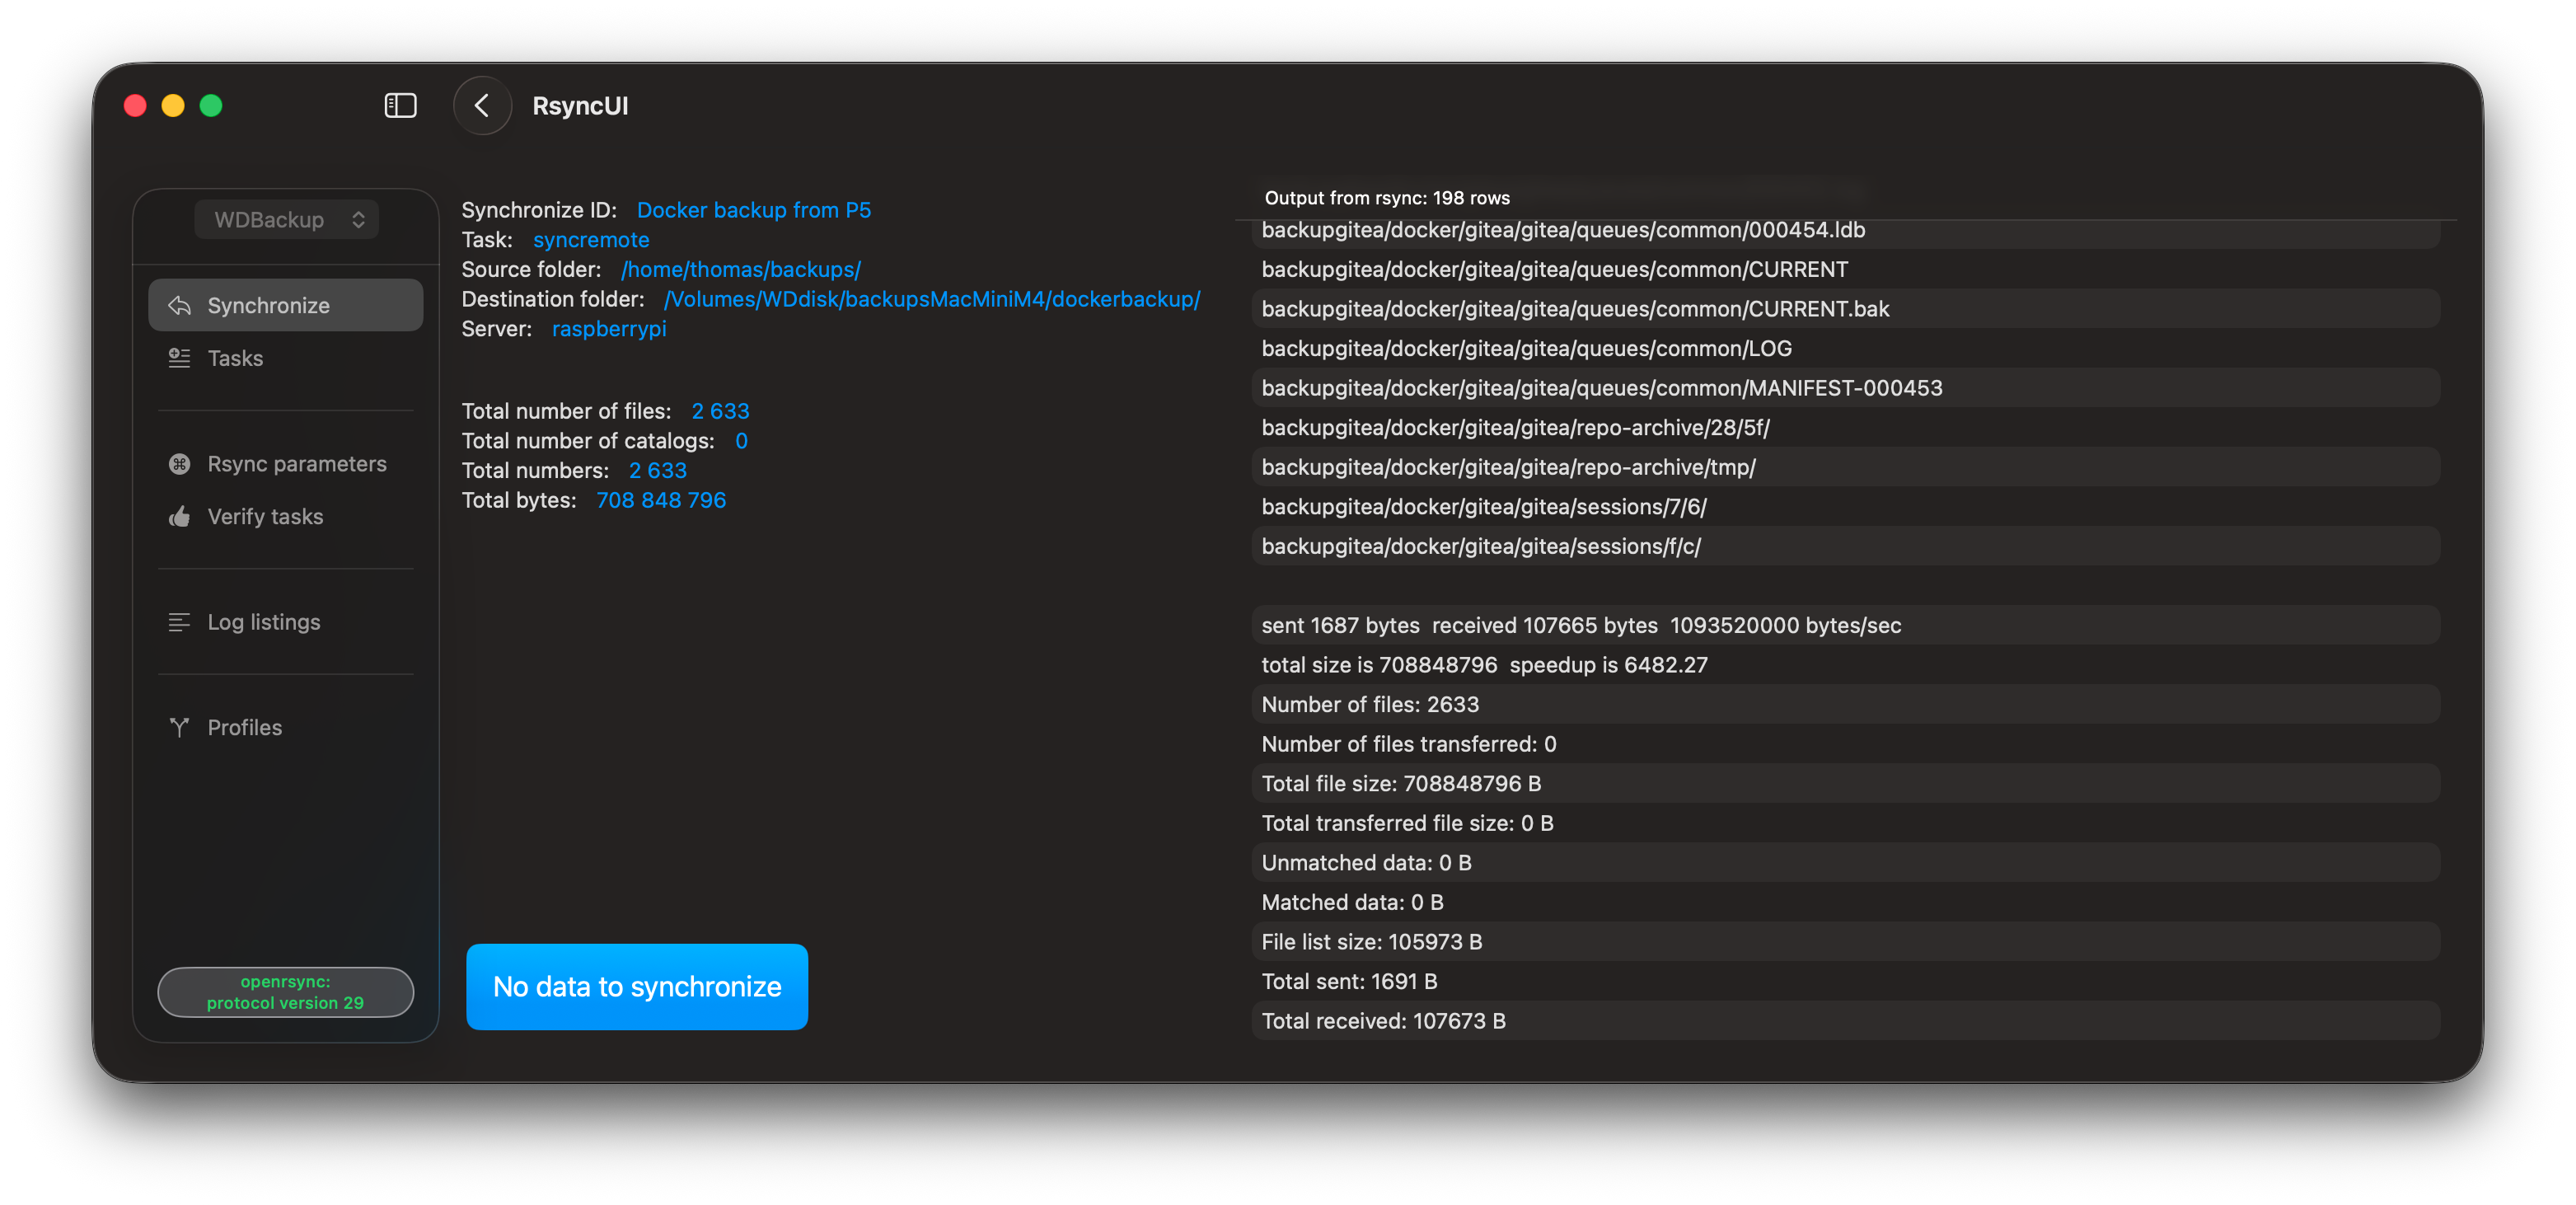 RsyncUI
WDBackup
Synchronize
Tasks
Rsync parameters
Verify tasks
Log listings
Profiles
openrsync:
protocol version 29
Synchronize ID: Docker backup from P5
Task: syncremote
Source folder: /home/thomas/backups/
Destination folder: /Volumes/WDdisk/backupsMacMiniM4/dockerbackup/
Server: raspberrypi
Total number of files: 2 633
Total number of catalogs: 0
Total numbers: 2 633
Total bytes: 708 848 796
No data to synchronize
Output from rsync: 198 rows
backupgitea/docker/gitea/gitea/queues/common/000454.ldb
backupgitea/docker/gitea/gitea/queues/common/CURRENT
backupgitea/docker/gitea/gitea/queues/common/CURRENT.bak
backupgitea/docker/gitea/gitea/queues/common/LOG
backupgitea/docker/gitea/gitea/queues/common/MANIFEST-000453
backupgitea/docker/gitea/gitea/repo-archive/28/5f/
backupgitea/docker/gitea/gitea/repo-archive/tmp/
backupgitea/docker/gitea/gitea/sessions/7/6/
backupgitea/docker/gitea/gitea/sessions/f/c/
sent 1687 bytes  received 107665 bytes  1093520000 bytes/sec
total size is 708848796  speedup is 6482.27
Number of files: 2633
Number of files transferred: 0
Total file size: 708848796 B
Total transferred file size: 0 B
Unmatched data: 0 B
Matched data: 0 B
File list size: 105973 B
Total sent: 1691 B
Total received: 107673 B